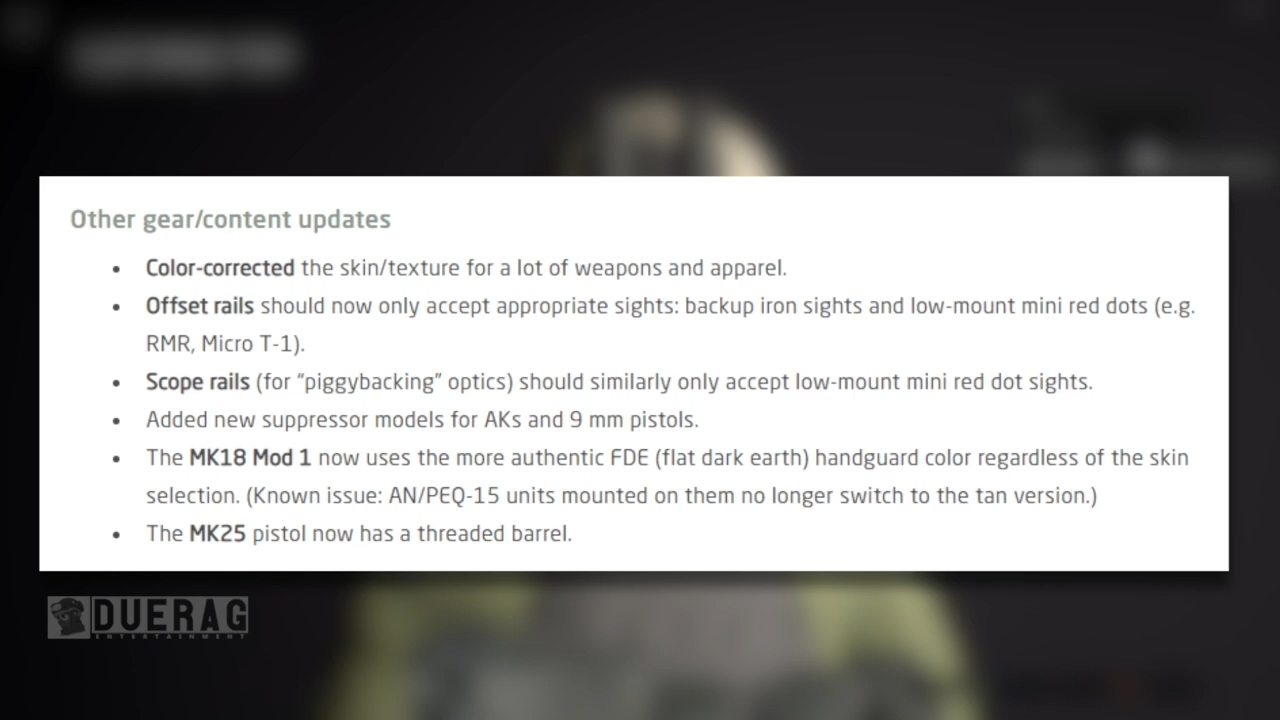 Other gear/content updates
• Color-corrected the skin/texture for a lot of weapons and apparel.
• Offset rails should now only accept appropriate sights: backup iron sights and low-mount mini red dots (e.g.
RMR, Micro T-1).
• Scope rails (for “piggybacking” optics) should similarly only accept low-mount mini red dot sights.
• Added new suppressor models for AKs and 9 mm pistols.
• The MK18 Mod 1 now uses the more authentic FDE (flat dark earth) handguard color regardless of the skin
selection. (Known issue: AN/PEQ-15 units mounted on them no longer switch to the tan version.)
• The MK25 pistol now has a threaded barrel.
DUERAG
ENTERTAINMENT